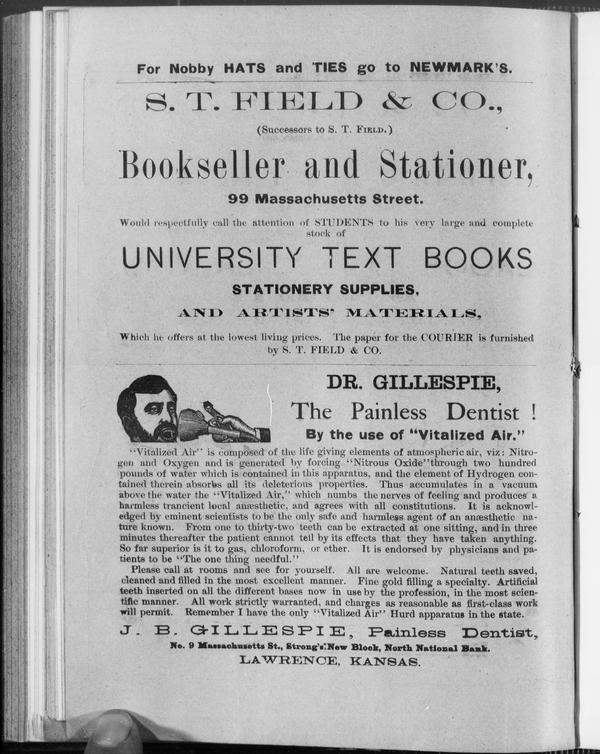 For Nobby HATS and TIES go to NEWMARK'S.
S. T. FIELD & CO.,
(Successors to S. T. FIELD.)
Bookseller and Stationer,
99 Massachusetts Street.
Would respectfully call the attention of STUDENTS to his very large and complete
stock of
UNIVERSITY TEXT BOOKS
STATIONERY SUPPLIES,
AND ARTISTS' MATERIALS,
Which he offers at the lowest living prices. The paper for the COURIER is furnished
by S. T. FIELD & CO.
DR. GILLESPIE,
The Painless Dentist !
By the use of "Vitalized Air."
"Vitalized Air" is composed of the life giving elements of atmospheric air, viz: Nitro-
gen and Oxygen and is generated by forcing "Nitrous Oxide"through two hundred
pounds of water which is contained in this apparatus, and the element of Hydrogen con-
tained therein absorbs all its deleterious properties. Thus accumulates in a vacuum
above the water the "Vitalized Air," which numbs the nerves of feeling and produces a
harmless trancient local anæsthetic, and agrees with all constitutions. It is acknowl-
edged by eminent scientists to be the only safe and harmless agent of an anæsthetic na-
ture known. From one to thirty-two teeth can be extracted at one sitting, and in three
minutes thereafter the patient cannot tell by its effects that they have taken anything.
So far superior is it to gas, chloroform, or ether. It is endorsed by physicians and pa-
tients to be "The one thing needful."
Please call at rooms and see for yourself. All are welcome. Natural teeth saved,
cleaned and filled in the most excellent manner. Fine gold filling a specialty. Artificial
teeth inserted on all the different bases now in use by the profession, in the most scien-
tific manner. All work strictly warranted, and charges as reasonable as first-class work
will permit. Remember I have the only "Vitalized Air" Hurd apparatus in the state.
J. B. GILLESPIE, Painless Dentist,
No. 9 Massachusetts St., Strong's New Block, North National Bank.
LAWRENCE, KANSAS.